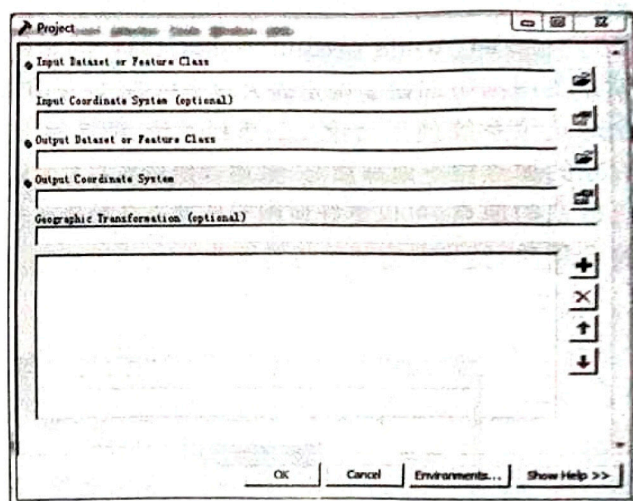 Project
Input Dataset or Feature Class
Input Coordinate System (optional)
Output Dataset or Feature Class
Output Coordinate System
Geographic Transformation (optional)
OK
Cancel
Environments...
Show Help >>